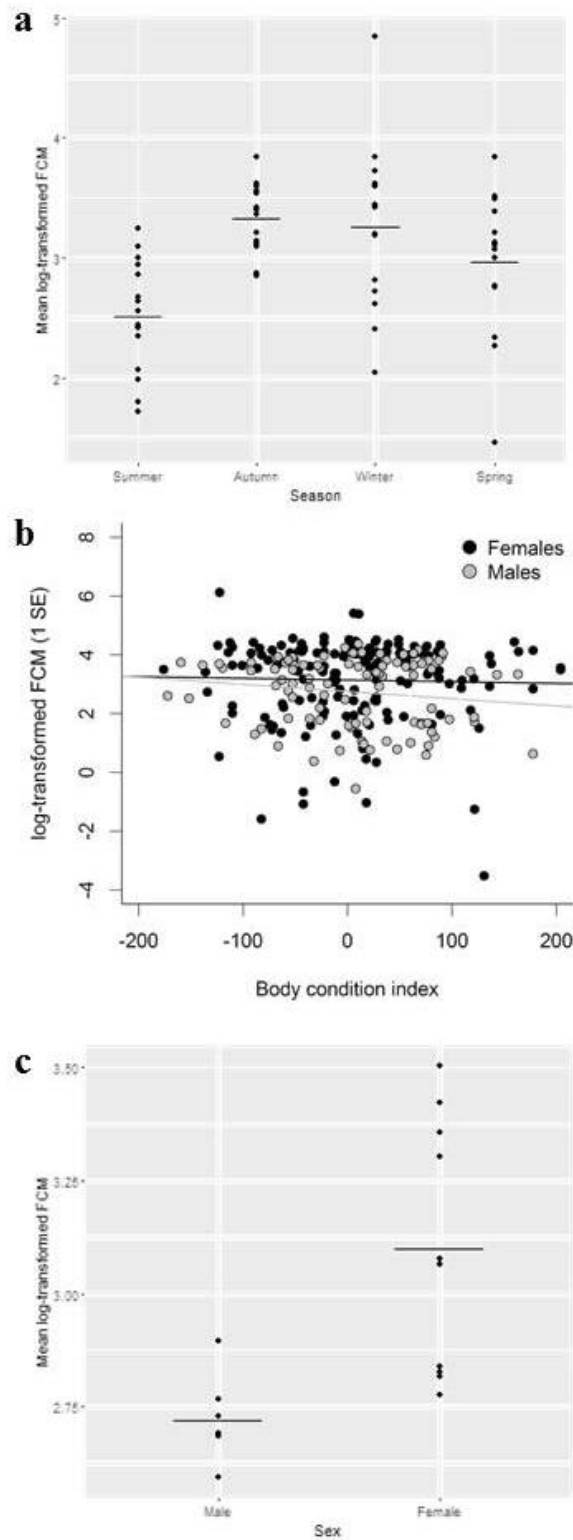 a
5
4
3
2
Mean log-transformed FCM
Summer Autumn Winter Spring
Season
b
8
6
4
2
0
-2
-4
log-transformed FCM (1 SE)
Females
Males
-200 -100 0 100 200
Body condition index
c
3.50
3.25
3.00
2.75
Mean log-transformed FCM
Male Female
Sex